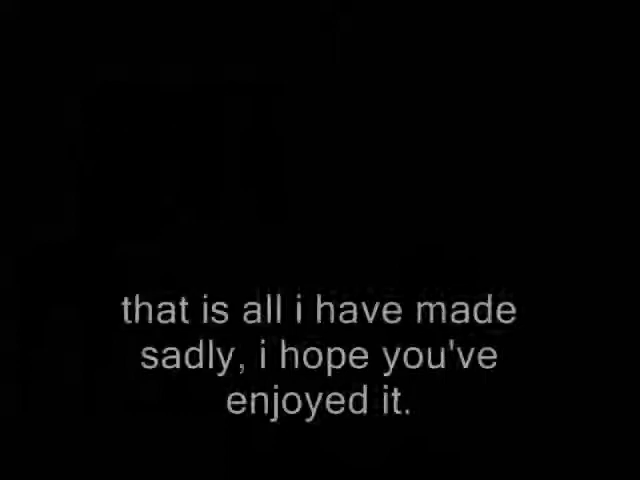 that is all i have made
sadly, i hope you've
enjoyed it.